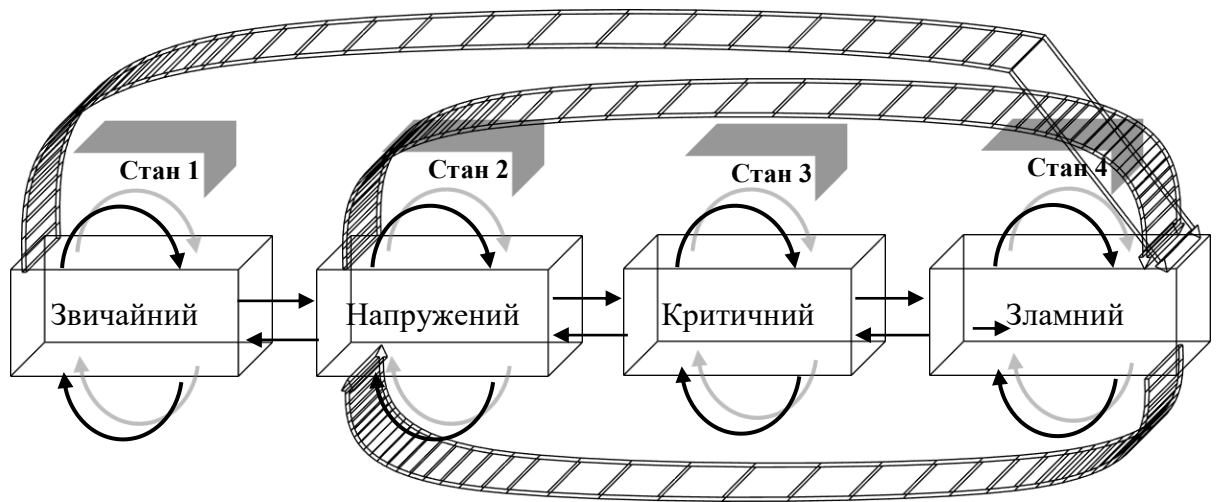 Стан 1
Стан 2
Стан 3
Стан 4
Звичайний
Напружений
Критичний
Зламний